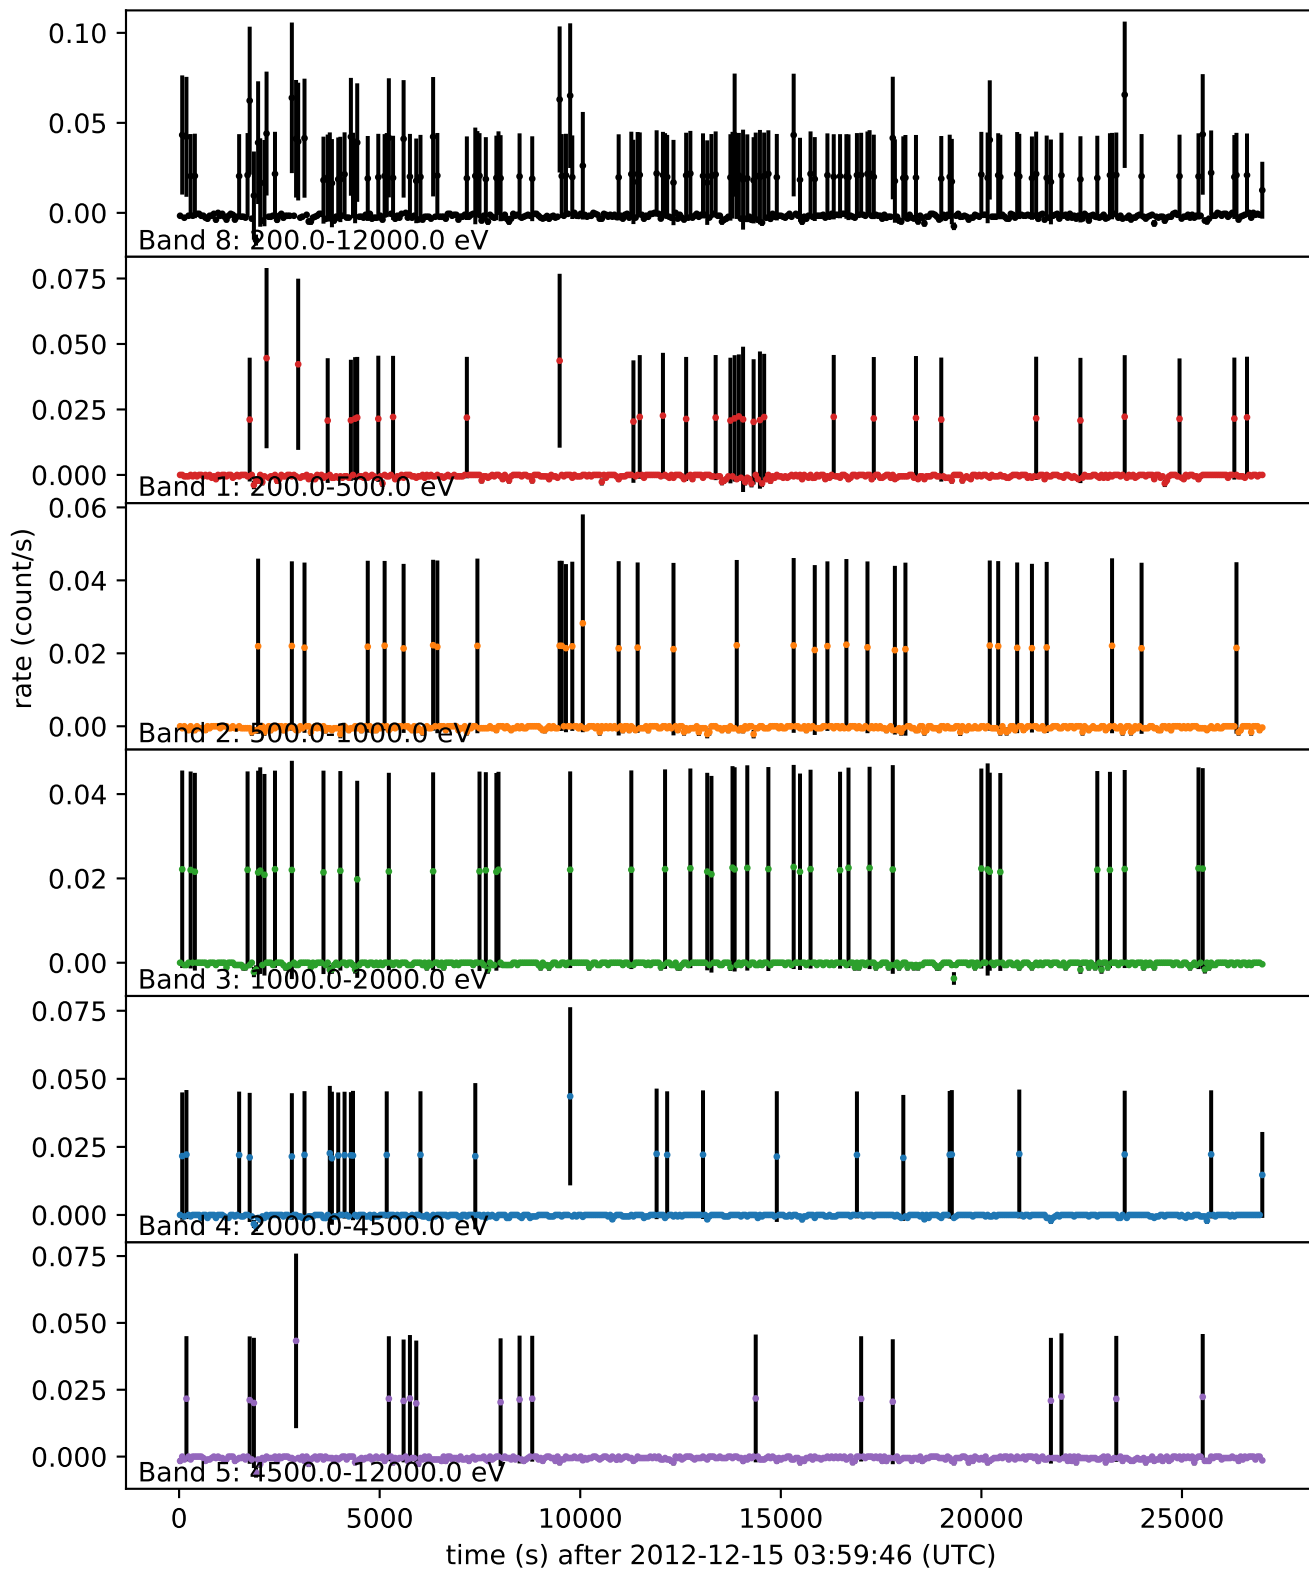 0.10
0.05
0.00
Band 8: 200.0-12000.0 eV
0.075
0.050
0.025
0.000
Band 1: 200.0-500.0 eV
rate (count/s)
0.06
0.04
0.02
0.00
Band 2: 500.0-1000.0 eV
0.04
0.02
0.00
Band 3: 1000.0-2000.0 eV
0.075
0.050
0.025
0.000
Band 4: 2000.0-4500.0 eV
0.075
0.050
0.025
0.000
Band 5: 4500.0-12000.0 eV
0 5000 10000 15000 20000 25000
time (s) after 2012-12-15 03:59:46 (UTC)